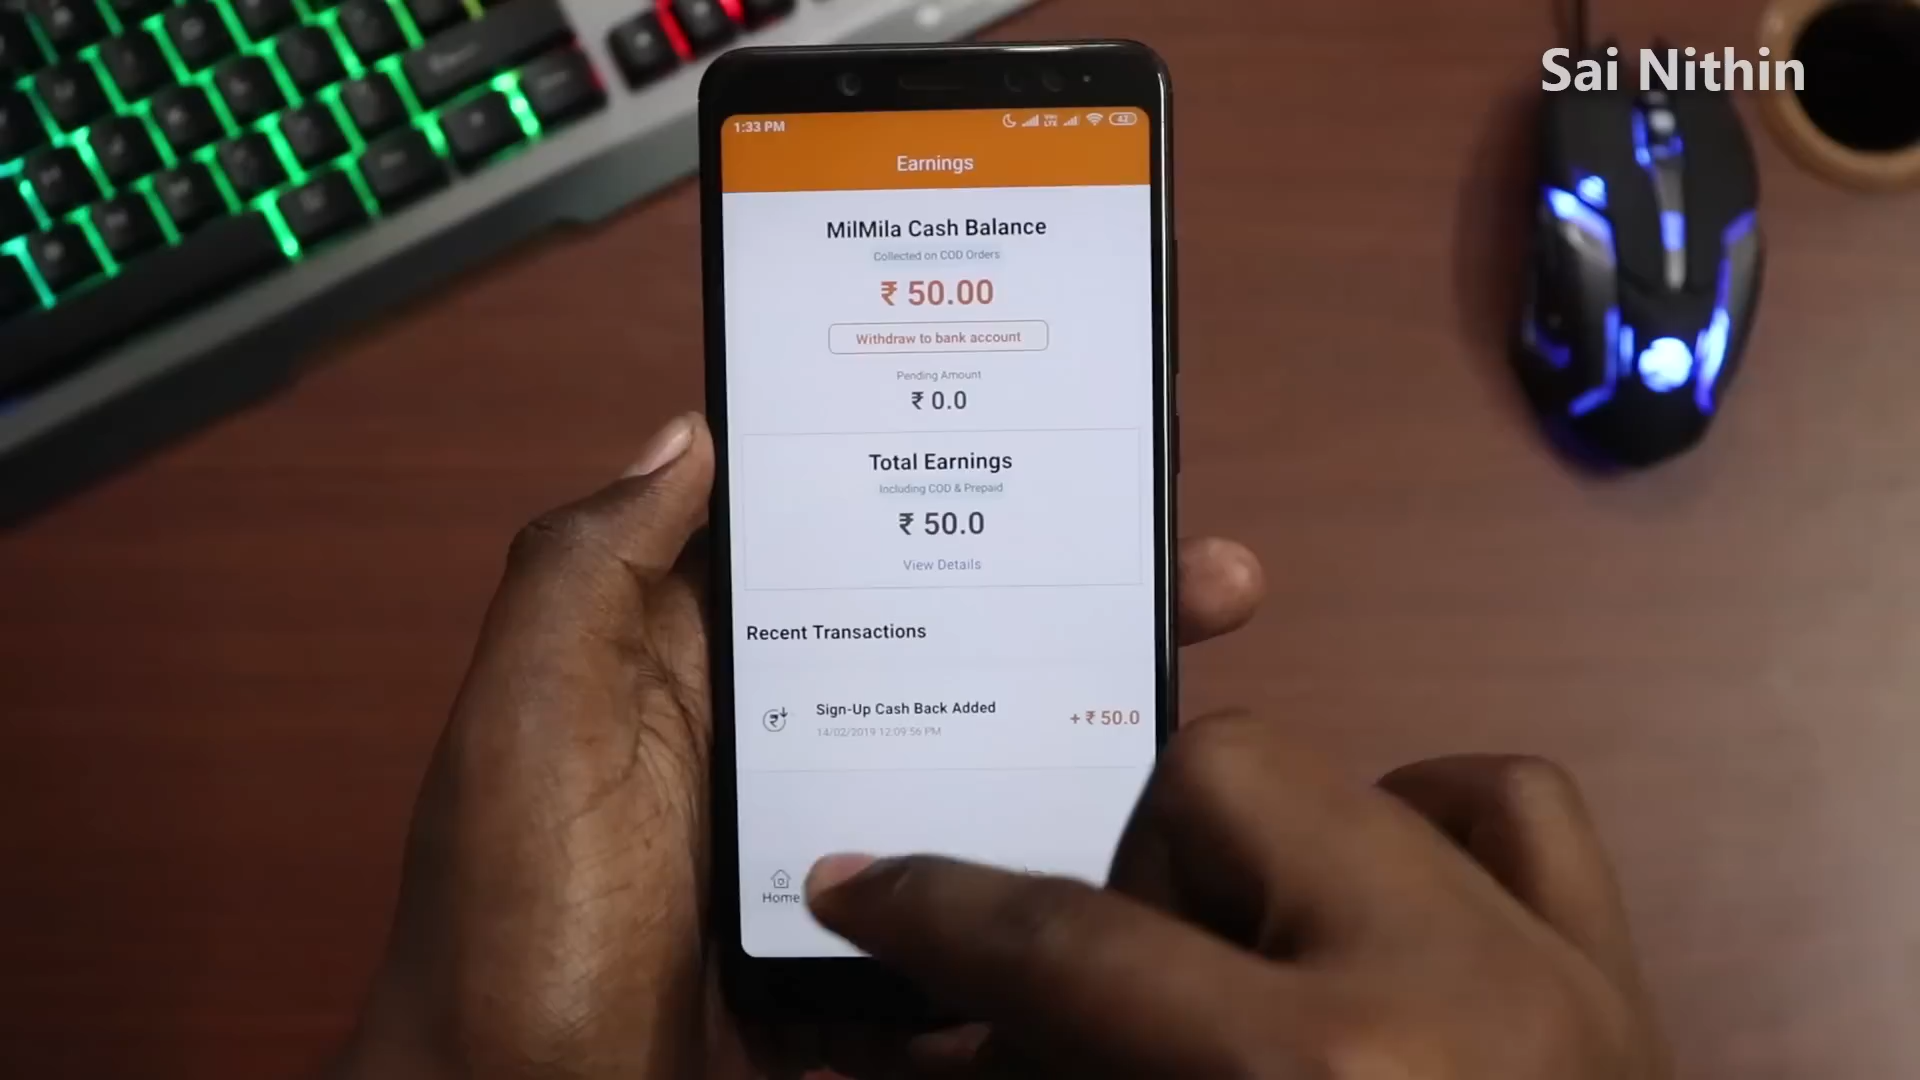 Sai Nithin
1:33 PM
42
Earnings
MilMila Cash Balance
Collected on COD Orders
₹ 50.00
Withdraw to bank account
Pending Amount
₹ 0.0
Total Earnings
Including COD & Prepaid
₹ 50.0
View Details
Recent Transactions
Sign-Up Cash Back Added
+ ₹ 50.0
14/02/2019 12:09:56 PM
Home